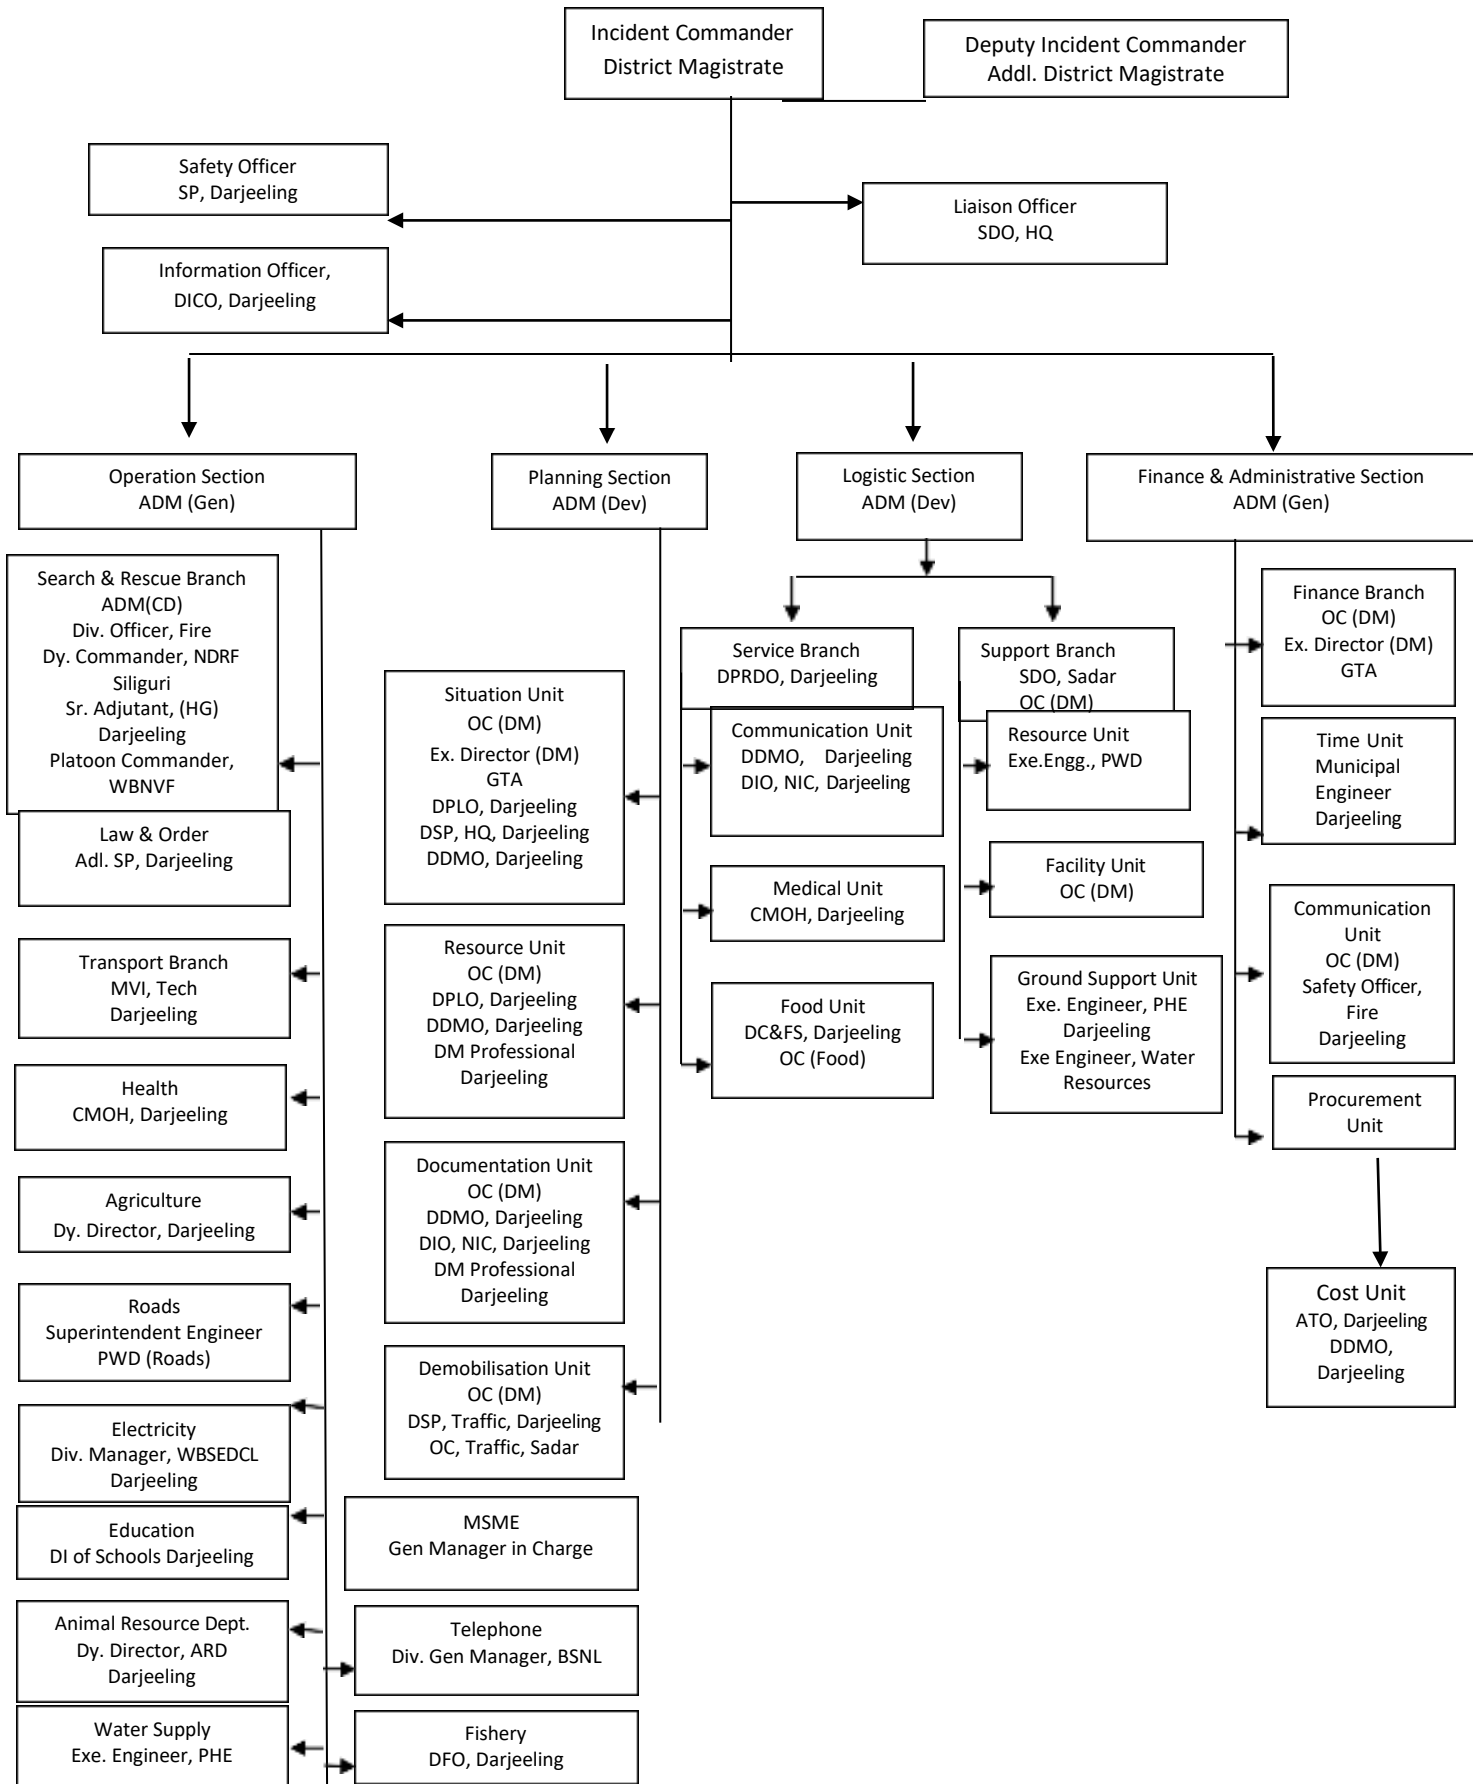 Incident Commander
District Magistrate
Deputy Incident Commander
Addl. District Magistrate
Safety Officer
SP, Darjeeling
Liaison Officer
SDO, HQ
Information Officer,
DICO, Darjeeling
Operation Section
ADM (Gen)
Planning Section
ADM (Dev)
Logistic Section
ADM (Dev)
Finance & Administrative Section
ADM (Gen)
Search & Rescue Branch
ADM(CD)
Div. Officer, Fire
Dy. Commander, NDRF
Siliguri
Sr. Adjutant, (HG)
Darjeeling
Platoon Commander,
WBNVF
Law & Order
Adl. SP, Darjeeling
Transport Branch
MVI, Tech
Darjeeling
Health
CMOH, Darjeeling
Agriculture
Dy. Director, Darjeeling
Roads
Superintendent Engineer
PWD (Roads)
Electricity
Div. Manager, WBSEDCL
Darjeeling
Education
DI of Schools Darjeeling
Animal Resource Dept.
Dy. Director, ARD
Darjeeling
Water Supply
Exe. Engineer, PHE
Situation Unit
OC (DM)
Ex. Director (DM)
GTA
DPLO, Darjeeling
DSP, HQ, Darjeeling
DDMO, Darjeeling
Resource Unit
OC (DM)
DPLO, Darjeeling
DDMO, Darjeeling
DM Professional
Darjeeling
Documentation Unit
OC (DM)
DDMO, Darjeeling
DIO, NIC, Darjeeling
DM Professional
Darjeeling
Demobilisation Unit
OC (DM)
DSP, Traffic, Darjeeling
OC, Traffic, Sadar
MSME
Gen Manager in Charge
Telephone
Div. Gen Manager, BSNL
Fishery
DFO, Darjeeling
Service Branch
DPRDO, Darjeeling
Communication Unit
DDMO, Darjeeling
DIO, NIC, Darjeeling
Medical Unit
CMOH, Darjeeling
Food Unit
DC&FS, Darjeeling
OC (Food)
Support Branch
SDO, Sadar
OC (DM)
Resource Unit
Exe.Engg., PWD
Facility Unit
OC (DM)
Ground Support Unit
Exe. Engineer, PHE
Darjeeling
Exe Engineer, Water
Resources
Finance Branch
OC (DM)
Ex. Director (DM)
GTA
Time Unit
Municipal
Engineer
Darjeeling
Communication
Unit
OC (DM)
Safety Officer,
Fire
Darjeeling
Procurement
Unit
Cost Unit
ATO, Darjeeling
DDMO,
Darjeeling